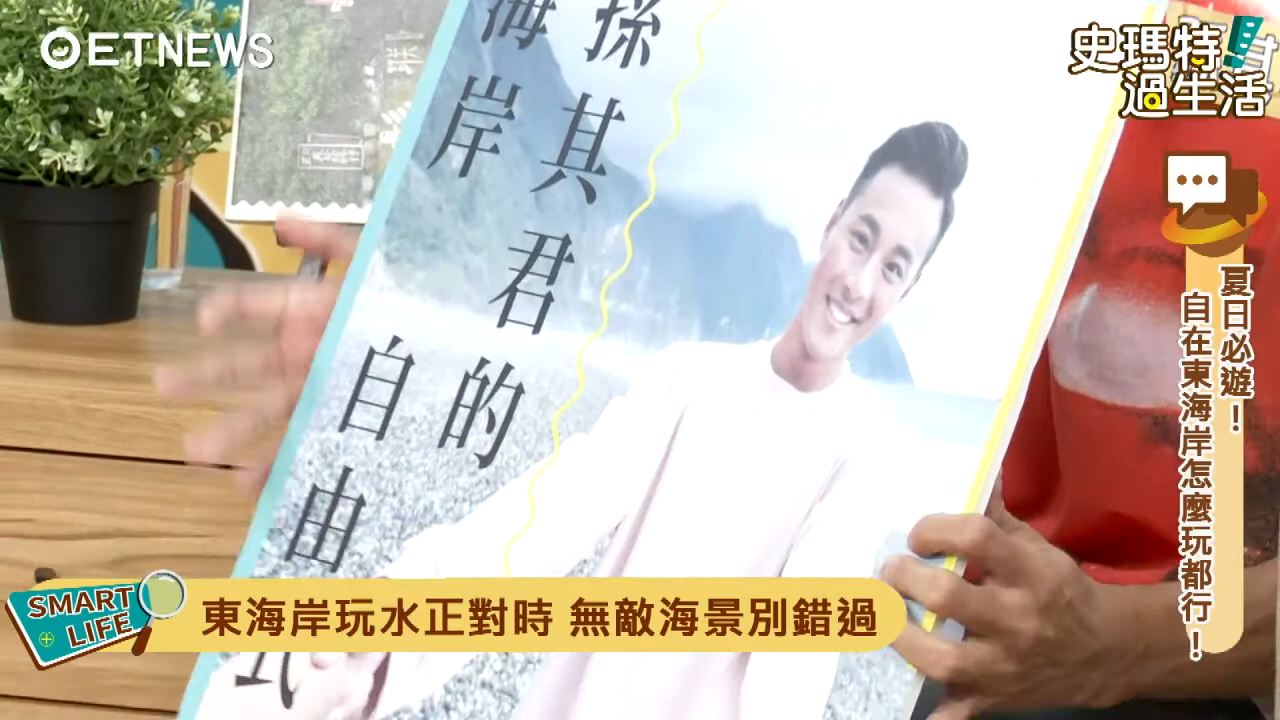 ETNEWS
史瑪特
過生活
孫其君的
海岸自由式
夏日必遊！
自在東海岸怎麼玩都行！
SMART
LIFE
東海岸玩水正對時 無敵海景別錯過